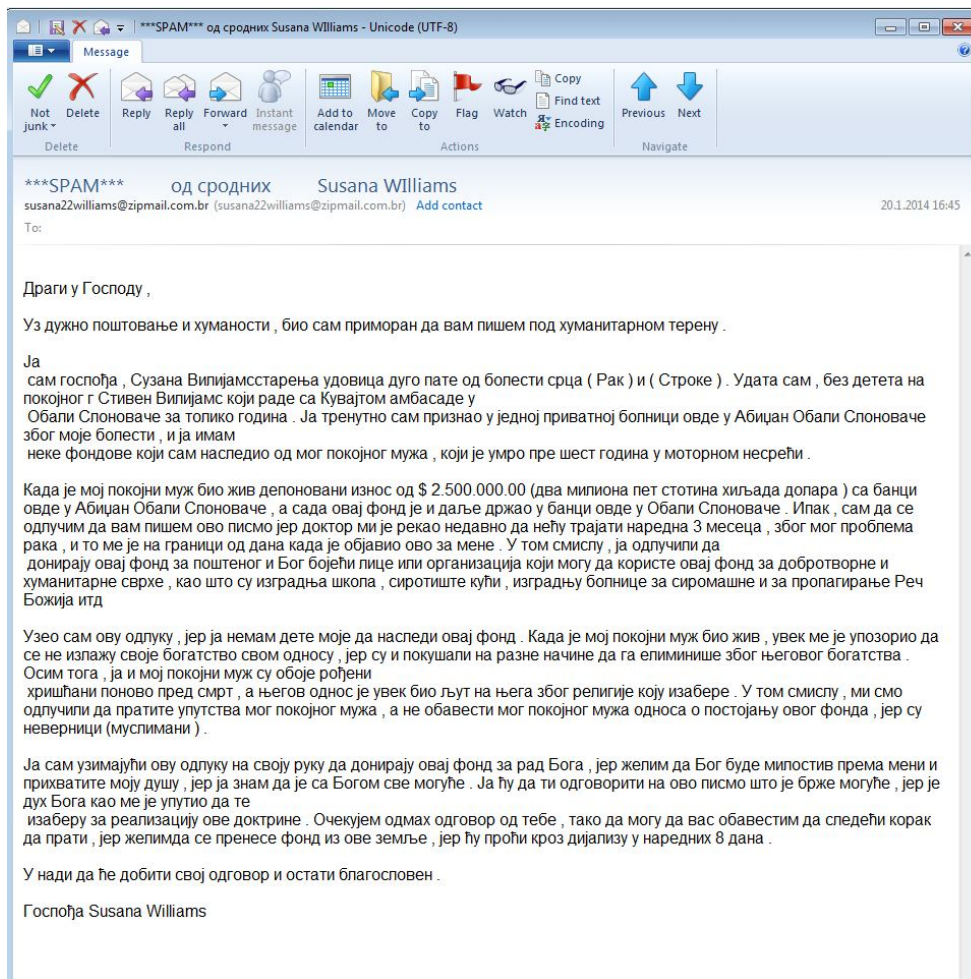 ***SPAM*** од сродних Susana WIlliams - Unicode (UTF-8)
Message
Not junk
Delete
Reply
Reply all
Forward
Instant message
Add to calendar
Move to
Copy to
Flag
Watch
Copy
Find text
Encoding
Previous
Next
Delete
Respond
Actions
Navigate
***SPAM*** од сродних Susana WIlliams
susana22williams@zipmail.com.br (susana22williams@zipmail.com.br) Add contact
20.1.2014 16:45
To:
Драги у Господу ,
Уз дужно поштовање и хуманости , био сам приморан да вам пишем под хуманитарном терену .
Ја
сам госпођа , Сузана Вилијамсстарења удовица дуго пате од болести срца ( Рак ) и ( Строке ) . Удата сам , без детета на
покојног г Стивен Вилијамс који раде са Кувајтом амбасаде у
Обали Слоноваче за толико година . Ја тренутно сам признао у једној приватној болници овде у Абиџан Обали Слоноваче
због моје болести , и ја имам
неке фондове који сам наследио од мог покојног мужа , који је умро пре шест година у моторном несрећи .
Када је мој покојни муж био жив депоновани износ од $ 2.500.000.00 (два милиона пет стотина хиљада долара ) са банци
овде у Абиџан Обали Слоноваче , а сада овај фонд је и даље држао у банци овде у Обали Слоноваче . Ипак , сам да се
одлучим да вам пишем ово писмо јер доктор ми је рекао недавно да нећу трајати наредна 3 месеца , због мог проблема
рака , и то ме је на граници од дана када је објавио ово за мене . У том смислу , ја одлучили да
донирају овај фонд за поштеног и Бог бојећи лице или организација који могу да користе овај фонд за добротворне и
хуманитарне сврхе , као што су изградња школа , сиротиште кући , изградњу болнице за сиромашне и за пропагирање Реч
Божија итд
Узео сам ову одлуку , јер ја немам дете моје да наследи овај фонд . Када је мој покојни муж био жив , увек ме је упозорио да
се не излажу своје богатство свом односу , јер су и покушали на разне начине да га елиминише због његовог богатства .
Осим тога , ја и мој покојни муж су обоје рођени
хришћани поново пред смрт , а његов однос је увек био љут на њега због религије коју изабере . У том смислу , ми смо
одлучили да пратите упутства мог покојног мужа , а не обавести мог покојног мужа односа о постојању овог фонда , јер су
неверници (муслимани ) .
Ја сам узимајући ову одлуку на своју руку да донирају овај фонд за рад Бога , јер желим да Бог буде милостив према мени и
прихватите моју душу , јер ја знам да је са Богом све могуће . Ја ћу да ти одговорити на ово писмо што је брже могуће , јер је
дух Бога као ме је упутио да те
изаберу за реализацију ове доктрине . Очекујем одмах одговор од тебе , тако да могу да вас обавестим да следећи корак
да прати , јер желимда се пренесе фонд из ове земље , јер ћу проћи кроз дијализу у наредних 8 дана .
У нади да ће добити свој одговор и остати благословен .
Госпођа Susana Williams